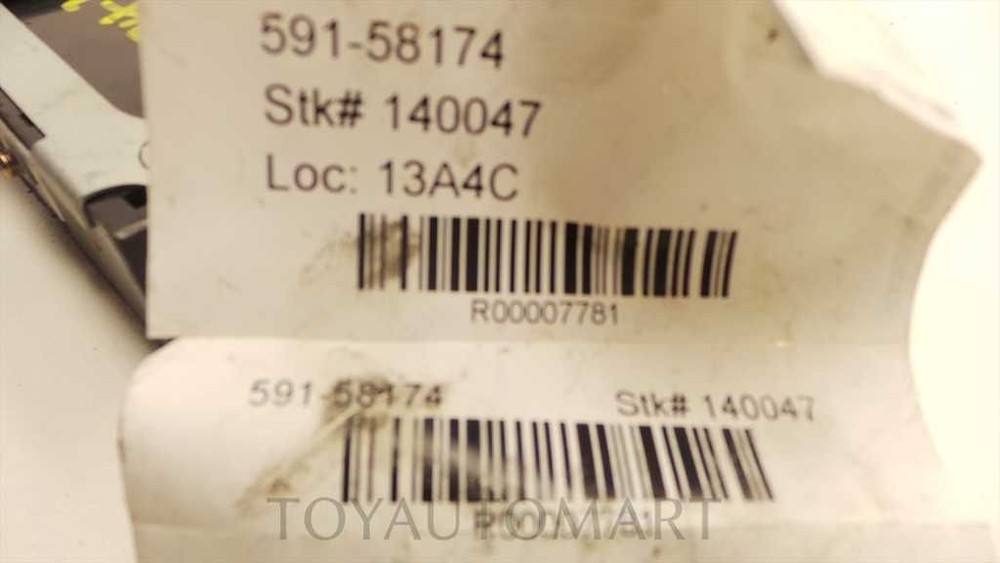 591-58174
Stk# 140047
Loc: 13A4C
R00007781
591-58174 Stk# 140047
TOYAUTOMART